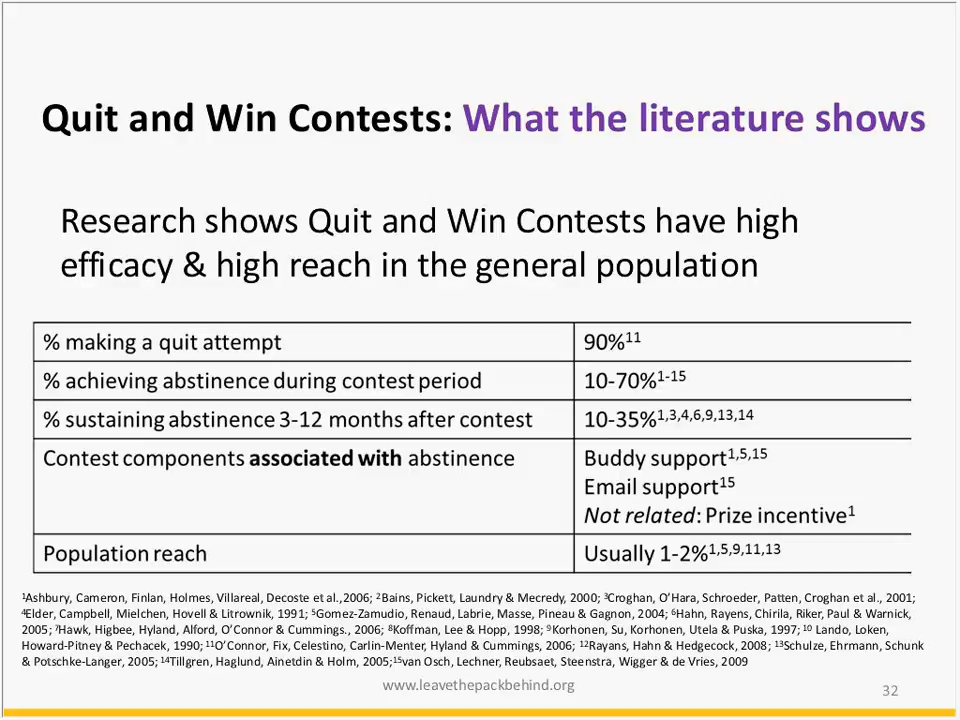 Quit and Win Contests: What the literature shows
Research shows Quit and Win Contests have high
efficacy & high reach in the general population
% making a quit attempt 90%¹¹
% achieving abstinence during contest period 10-70%¹⁻¹⁵
% sustaining abstinence 3-12 months after contest 10-35%¹,³,⁴,⁶,⁹,¹³,¹⁴
Contest components associated with abstinence Buddy support¹,⁵,¹⁵
Email support¹⁵
Not related: Prize incentive¹
Population reach Usually 1-2%¹,⁵,⁹,¹¹,¹³
¹Ashbury, Cameron, Finlan, Holmes, Villareal, Decoste et al.,2006; ²Bains, Pickett, Laundry & Mecredy, 2000; ³Croghan, O’Hara, Schroeder, Patten, Croghan et al., 2001;
⁴Elder, Campbell, Mielchen, Hovell & Litrownik, 1991; ⁵Gomez-Zamudio, Renaud, Labrie, Masse, Pineau & Gagnon, 2004; ⁶Hahn, Rayens, Chirila, Riker, Paul & Warnick,
2005; ⁷Hawk, Higbee, Hyland, Alford, O’Connor & Cummings., 2006; ⁸Koffman, Lee & Hopp, 1998; ⁹Korhonen, Su, Korhonen, Utela & Puska, 1997; ¹⁰ Lando, Loken,
Howard-Pitney & Pechacek, 1990; ¹¹O’Connor, Fix, Celestino, Carlin-Menter, Hyland & Cummings, 2006; ¹²Rayans, Hahn & Hedgecock, 2008; ¹³Schulze, Ehrmann, Schunk
& Potschke-Langer, 2005; ¹⁴Tillgren, Haglund, Ainetdin & Holm, 2005;¹⁵van Osch, Lechner, Reubsaet, Steenstra, Wigger & de Vries, 2009
www.leavethepackbehind.org
32